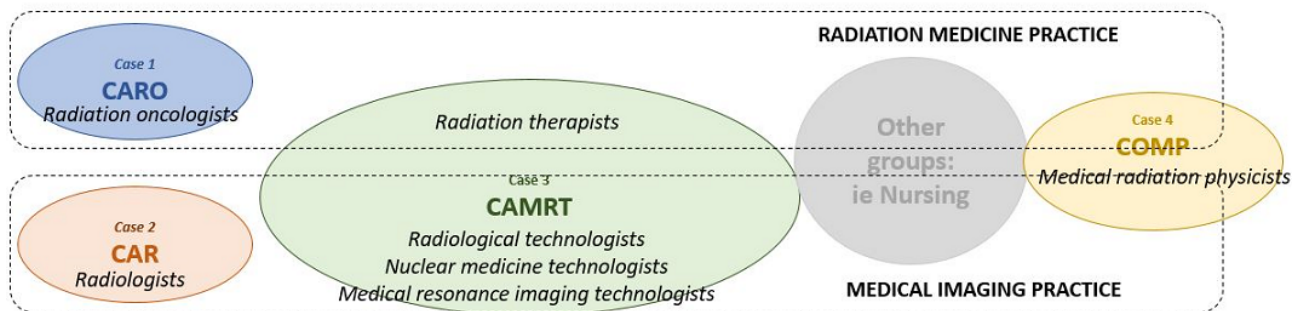 RADIATION MEDICINE PRACTICE
Case 1
CARO
Radiation oncologists
Radiation therapists
Case 3
CAMRT
Radiological technologists
Nuclear medicine technologists
Medical resonance imaging technologists
Other
groups:
ie Nursing
Case 4
COMP
Medical radiation physicists
Case 2
CAR
Radiologists
MEDICAL IMAGING PRACTICE